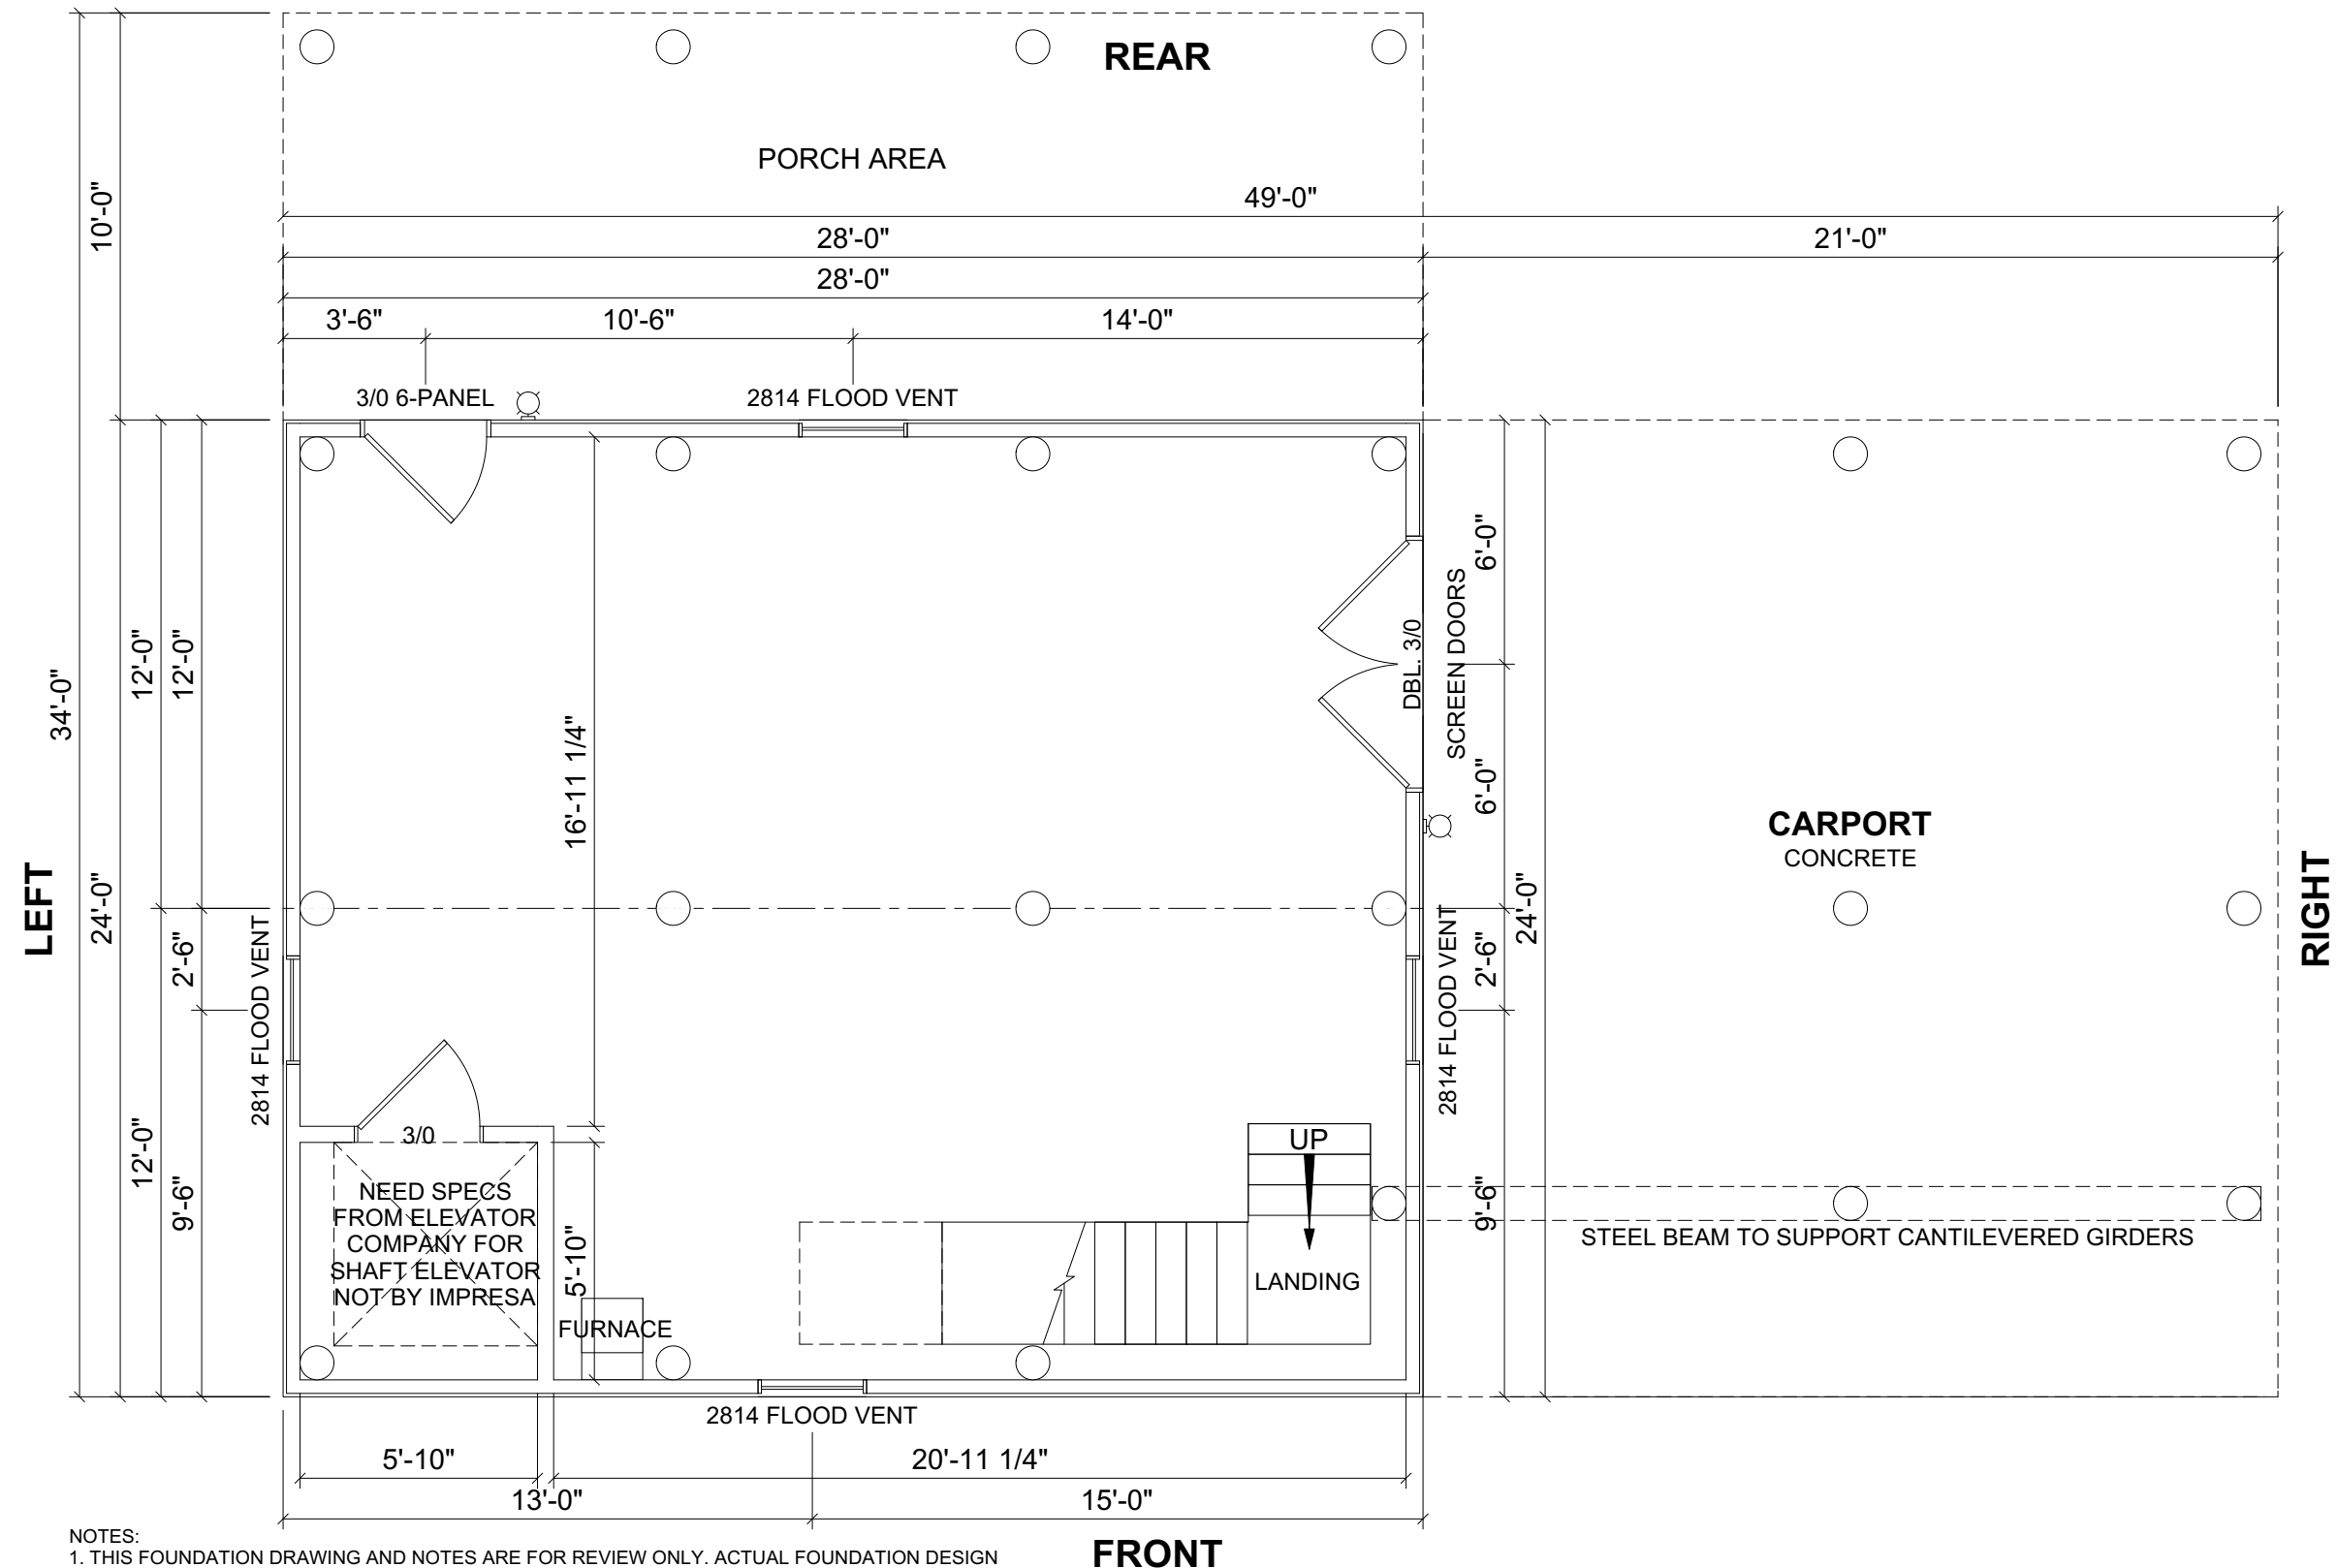 REAR
PORCH AREA
10'-0"
49'-0"
28'-0"
21'-0"
28'-0"
3'-6"
10'-6"
14'-0"
3/0 6-PANEL
2814 FLOOD VENT
34'-0"
24'-0"
12'-0"
12'-0"
2'-6"
12'-0"
9'-6"
LEFT
2814 FLOOD VENT
16'-11 1/4"
DBL. 3/0
SCREEN DOORS
6'-0"
6'-0"
2'-6"
9'-6"
24'-0"
2814 FLOOD VENT
CARPORT
CONCRETE
RIGHT
3/0
NEED SPECS
FROM ELEVATOR
COMPANY FOR
SHAFT ELEVATOR
NOT BY IMPRESA
5'-10"
FURNACE
UP
LANDING
STEEL BEAM TO SUPPORT CANTILEVERED GIRDERS
2814 FLOOD VENT
5'-10"
20'-11 1/4"
13'-0"
15'-0"
FRONT
NOTES:
1. THIS FOUNDATION DRAWING AND NOTES ARE FOR REVIEW ONLY. ACTUAL FOUNDATION DESIGN